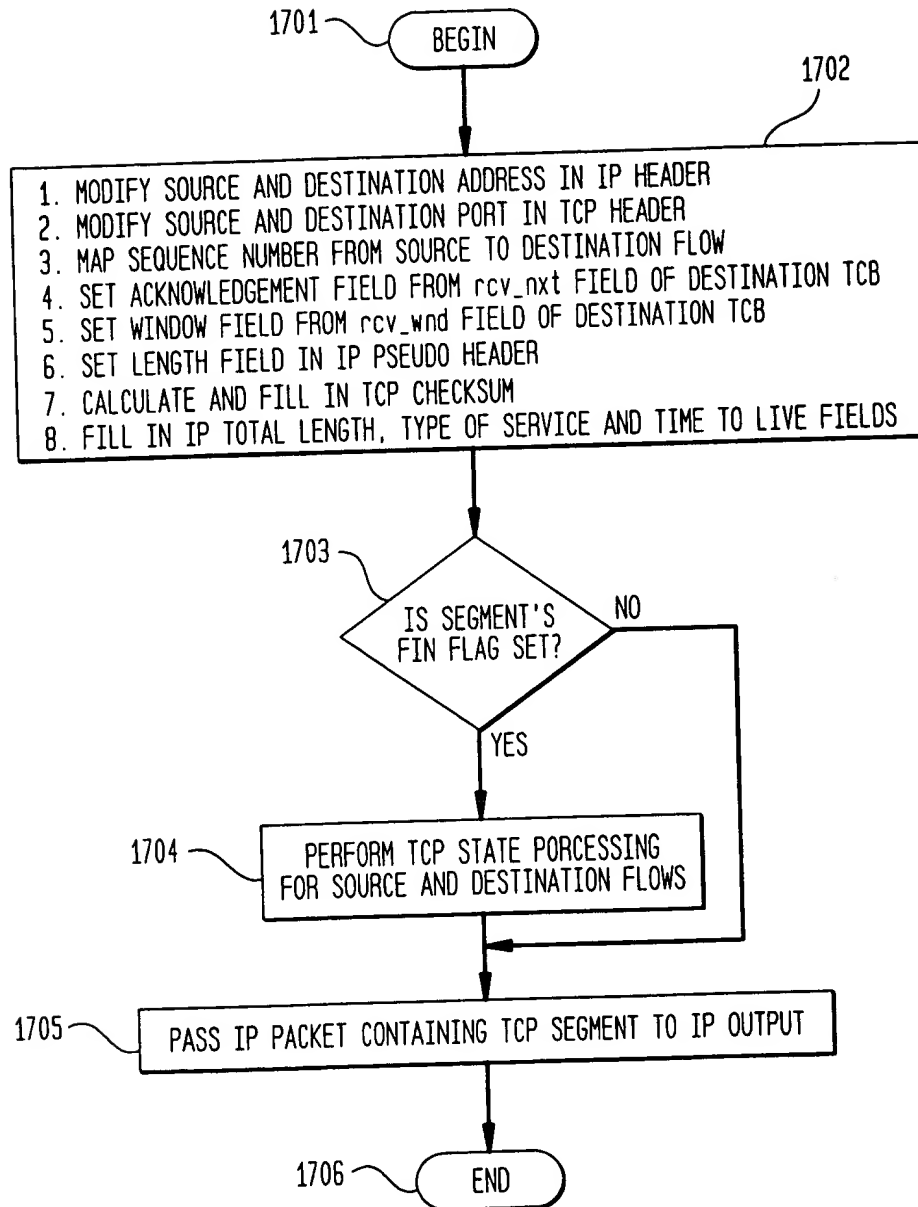 1701
BEGIN
1702
1. MODIFY SOURCE AND DESTINATION ADDRESS IN IP HEADER
2. MODIFY SOURCE AND DESTINATION PORT IN TCP HEADER
3. MAP SEQUENCE NUMBER FROM SOURCE TO DESTINATION FLOW
4. SET ACKNOWLEDGEMENT FIELD FROM rcv_nxt FIELD OF DESTINATION TCB
5. SET WINDOW FIELD FROM rcv_wnd FIELD OF DESTINATION TCB
6. SET LENGTH FIELD IN IP PSEUDO HEADER
7. CALCULATE AND FILL IN TCP CHECKSUM
8. FILL IN IP TOTAL LENGTH, TYPE OF SERVICE AND TIME TO LIVE FIELDS
1703
IS SEGMENT'S
FIN FLAG SET?
NO
YES
1704
PERFORM TCP STATE PORCESSING
FOR SOURCE AND DESTINATION FLOWS
1705
PASS IP PACKET CONTAINING TCP SEGMENT TO IP OUTPUT
1706
END